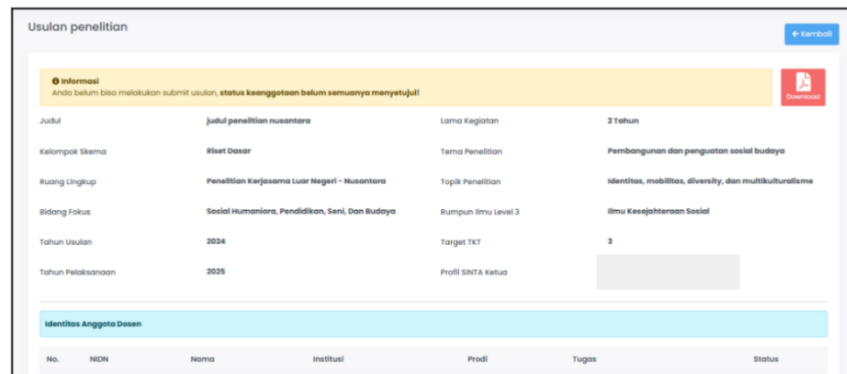 Usulan penelitian
← Kembali
Informasi
Anda belum bisa melakukan submit usulan, status keanggotaan belum semuanya menyetujui!
Download
Judul judul penelitian nusantara Lama Kegiatan 2 Tahun
Kelompok Skema Riset Dasar Tema Penelitian Pembangunan dan penguatan sosial budaya
Ruang Lingkup Penelitian Kerjasama Luar Negeri - Nusantara Topik Penelitian Identitas, mobilitas, diversity, dan multikulturalisme
Bidang Fokus Sosial Humaniora, Pendidikan, Seni, Dan Budaya Rumpun Ilmu Level 3 Ilmu Kesejahteraan Sosial
Tahun Usulan 2024 Target TKT 3
Tahun Pelaksanaan 2025 Profil SINTA Ketua
Identitas Anggota Dosen
No. NIDN Nama Institusi Prodi Tugas Status